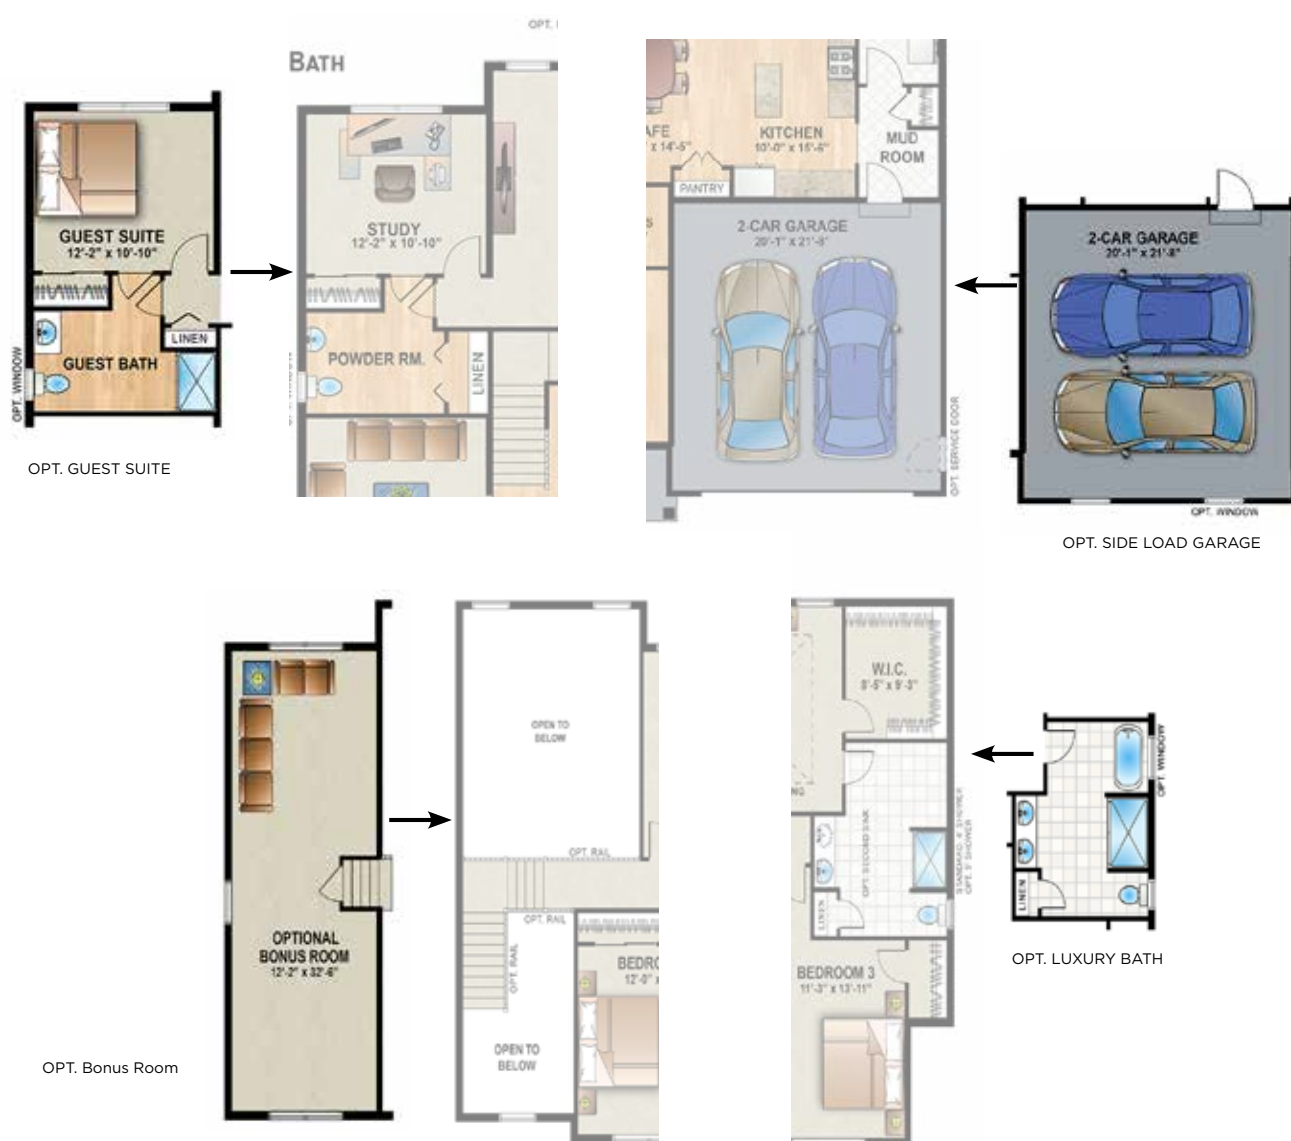 OPT.
BATH
GUEST SUITE
12'-2" x 10'-10"
LINEN
GUEST BATH
OPT. WINDOW
OPT. GUEST SUITE
STUDY
12'-2" x 10'-10"
POWDER RM.
LINEN
AFE
x 14'-5"
KITCHEN
10'-0" x 15'-6"
MUD
ROOM
PANTRY
S
2-CAR GARAGE
20'-1" x 21'-8"
OPT. SERVICE DOOR
2-CAR GARAGE
20'-1" x 21'-8"
OPT. WINDOW
OPT. SIDE LOAD GARAGE
OPTIONAL
BONUS ROOM
12'-2" x 32'-6"
OPT. Bonus Room
OPEN TO
BELOW
OPT. RAIL
OPT. RAIL
OPT. RAIL
BEDRO
12'-0" x
OPEN TO
BELOW
W.I.C.
8'-5" x 9'-3"
NG
OPT. SECOND SINK
STANDARD 4' SHOWER
OPT. 5' SHOWER
LINEN
BEDROOM 3
11'-3" x 13'-11"
OPT. WINDOW
LINEN
OPT. LUXURY BATH